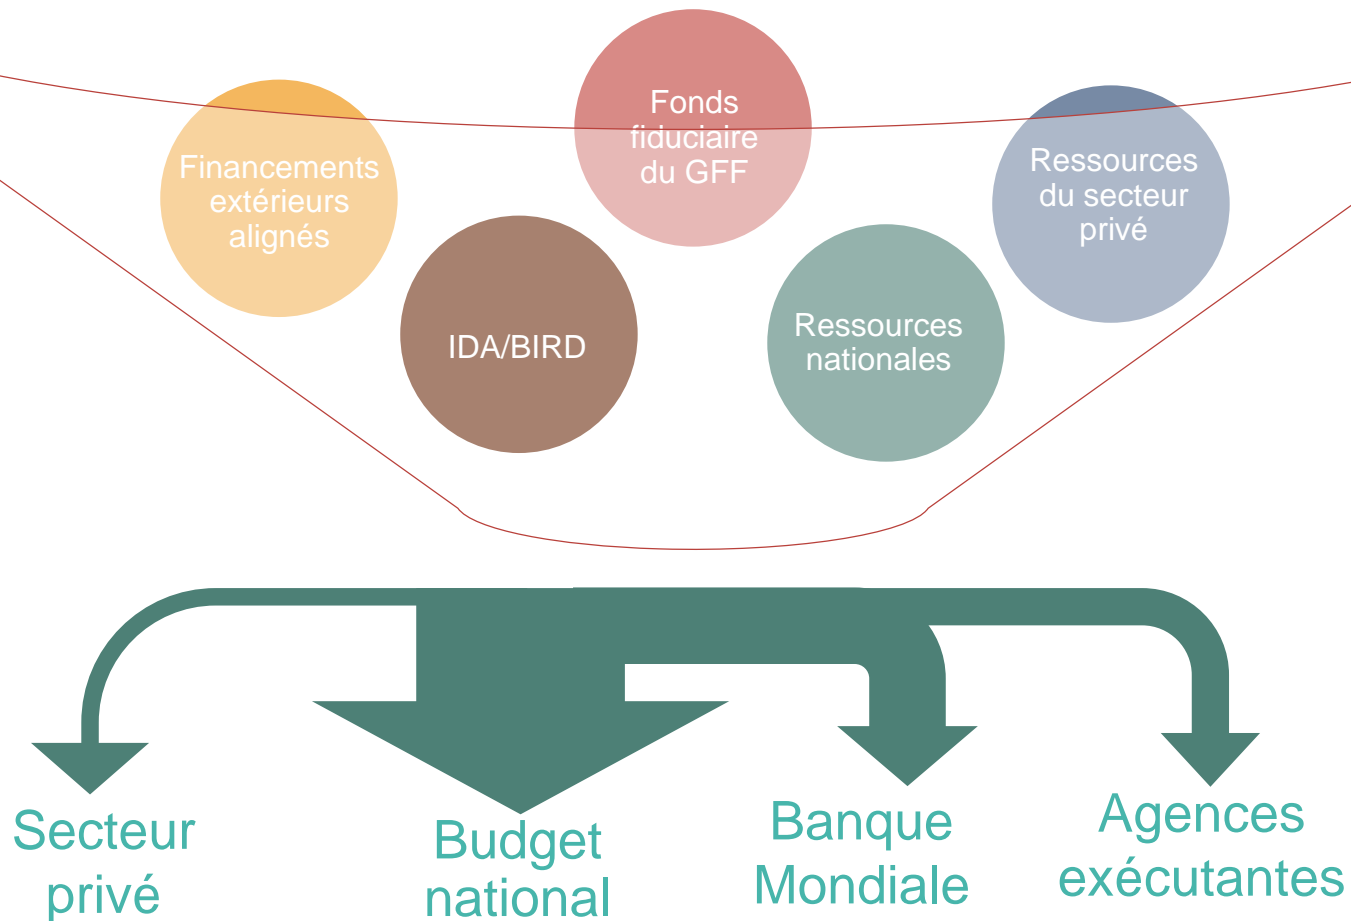 Fonds
fiduciaire
du GFF
Financements
extérieurs
alignés
Ressources
du secteur
privé
IDA/BIRD
Ressources
nationales
Secteur
privé
Budget
national
Banque
Mondiale
Agences
exécutantes